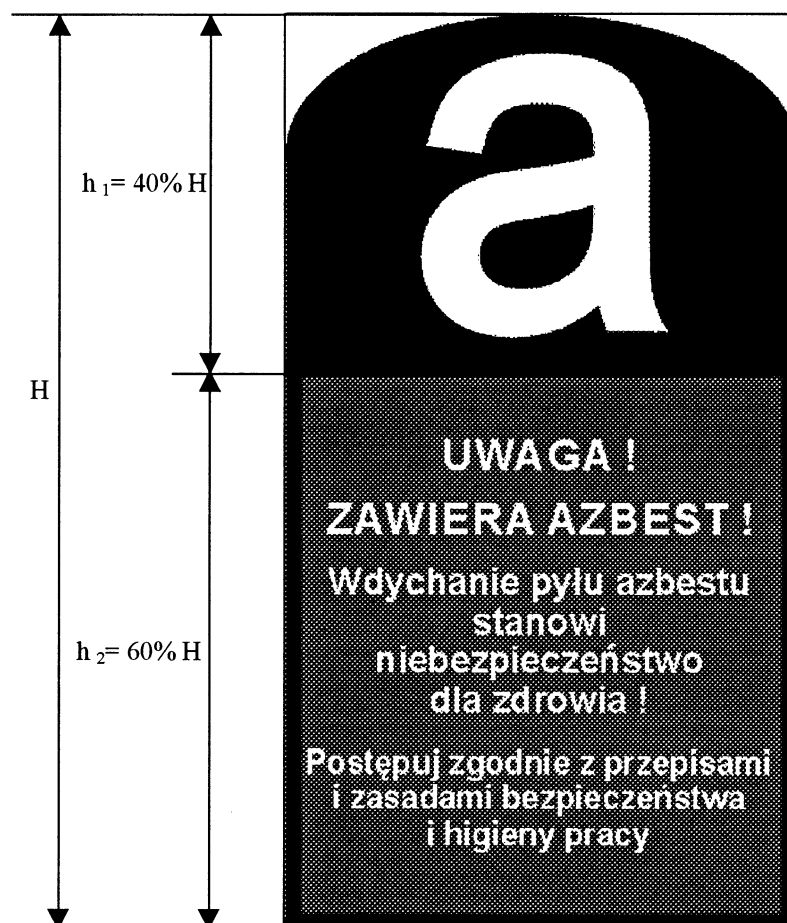 a
h 1= 40% H
H
UWAGA !
ZAWIERA AZBEST !
Wdychanie pyłu azbestu
stanowi
niebezpieczeństwo
dla zdrowia !
h 2= 60% H
Postępuj zgodnie z przepisami
i zasadami bezpieczeństwa
i higieny pracy